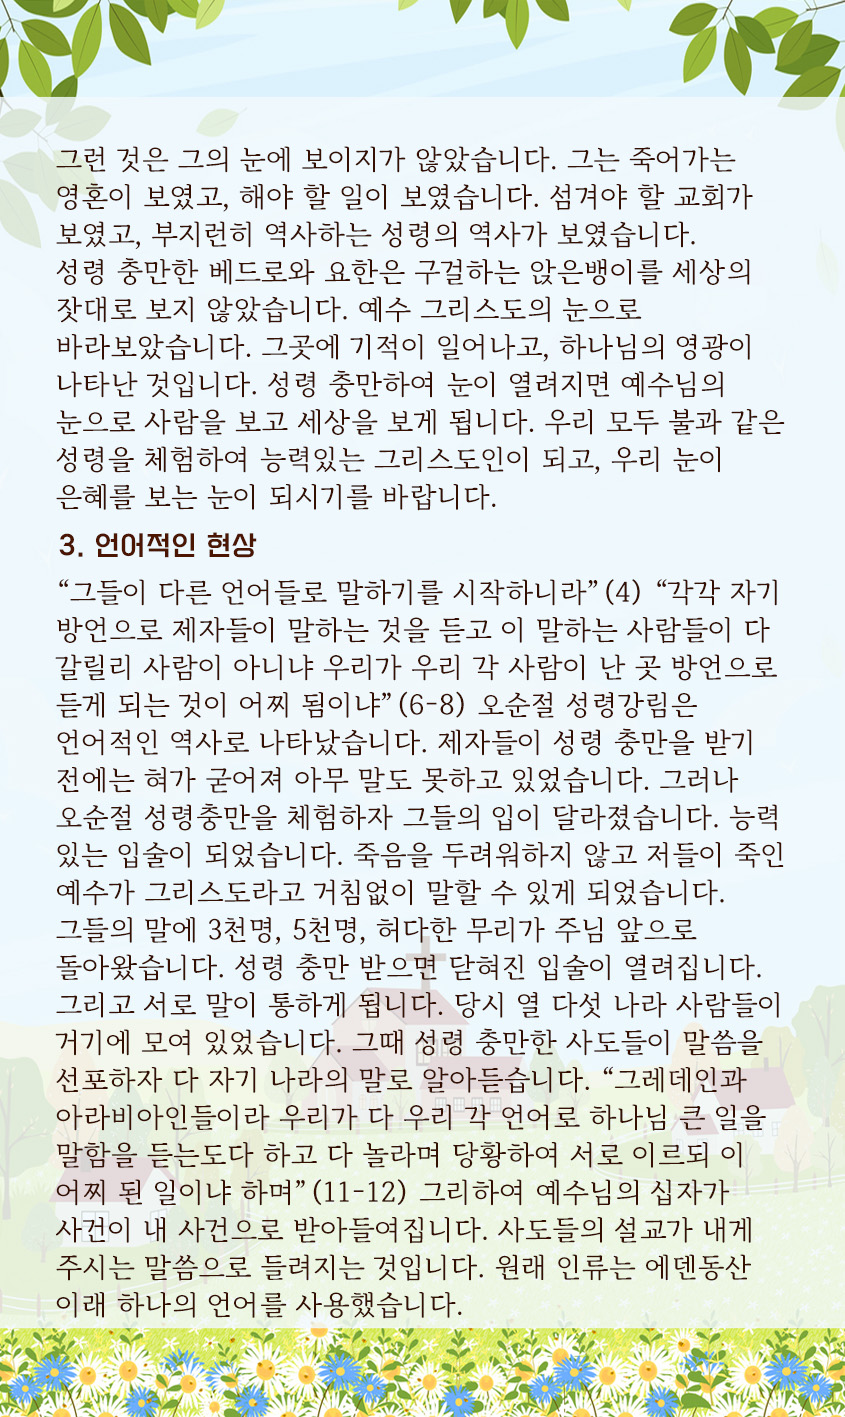 그런 것은 그의 눈에 보이지가 않았습니다. 그는 죽어가는
영혼이 보였고, 해야 할 일이 보였습니다. 섬겨야 할 교회가
보였고, 부지런히 역사하는 성령의 역사가 보였습니다.
성령 충만한 베드로와 요한은 구걸하는 앉은뱅이를 세상의
잣대로 보지 않았습니다. 예수 그리스도의 눈으로
바라보았습니다. 그곳에 기적이 일어나고, 하나님의 영광이
나타난 것입니다. 성령 충만하여 눈이 열려지면 예수님의
눈으로 사람을 보고 세상을 보게 됩니다. 우리 모두 불과 같은
성령을 체험하여 능력있는 그리스도인이 되고, 우리 눈이
은혜를 보는 눈이 되시기를 바랍니다.
3. 언어적인 현상
“그들이 다른 언어들로 말하기를 시작하니라”(4) “각각 자기
방언으로 제자들이 말하는 것을 듣고 이 말하는 사람들이 다
갈릴리 사람이 아니냐 우리가 우리 각 사람이 난 곳 방언으로
듣게 되는 것이 어찌 됨이냐”(6-8) 오순절 성령강림은
언어적인 역사로 나타났습니다. 제자들이 성령 충만을 받기
전에는 혀가 굳어져 아무 말도 못하고 있었습니다. 그러나
오순절 성령충만을 체험하자 그들의 입이 달라졌습니다. 능력
있는 입술이 되었습니다. 죽음을 두려워하지 않고 저들이 죽인
예수가 그리스도라고 거침없이 말할 수 있게 되었습니다.
그들의 말에 3천명, 5천명, 허다한 무리가 주님 앞으로
돌아왔습니다. 성령 충만 받으면 닫혀진 입술이 열려집니다.
그리고 서로 말이 통하게 됩니다. 당시 열 다섯 나라 사람들이
거기에 모여 있었습니다. 그때 성령 충만한 사도들이 말씀을
선포하자 다 자기 나라의 말로 알아듣습니다. “그레데인과
아라비아인들이라 우리가 다 우리 각 언어로 하나님 큰 일을
말함을 듣는도다 하고 다 놀라며 당황하여 서로 이르되 이
어찌 된 일이냐 하며”(11-12) 그리하여 예수님의 십자가
사건이 내 사건으로 받아들여집니다. 사도들의 설교가 내게
주시는 말씀으로 들려지는 것입니다. 원래 인류는 에덴동산
이래 하나의 언어를 사용했습니다.